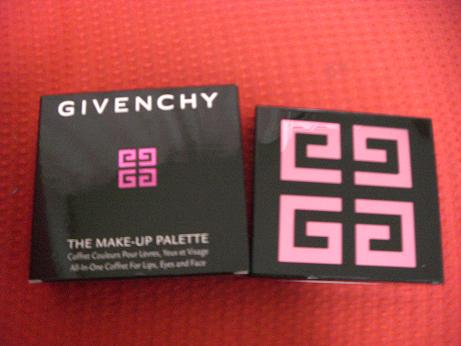 GIVENCHY
THE MAKE-UP PALETTE
Coffret Couleurs Pour Lèvres, Yeux et Visage
All-In-One Coffret For Lips, Eyes and Face